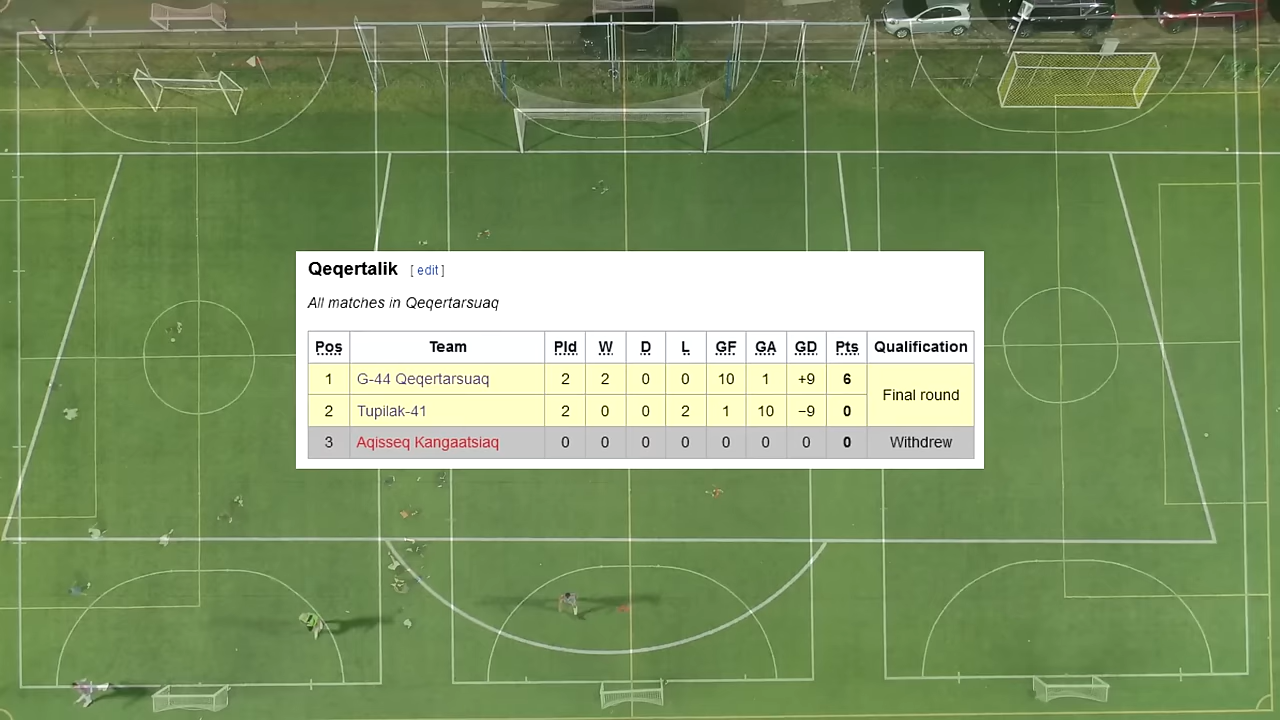 Qeqertalik [ edit ]
All matches in Qeqertarsuaq
Pos Team Pld W D L GF GA GD Pts Qualification
1 G-44 Qeqertarsuaq 2 2 0 0 10 1 +9 6 Final round
2 Tupilak-41 2 0 0 2 1 10 −9 0
3 Aqisseq Kangaatsiaq 0 0 0 0 0 0 0 0 Withdrew